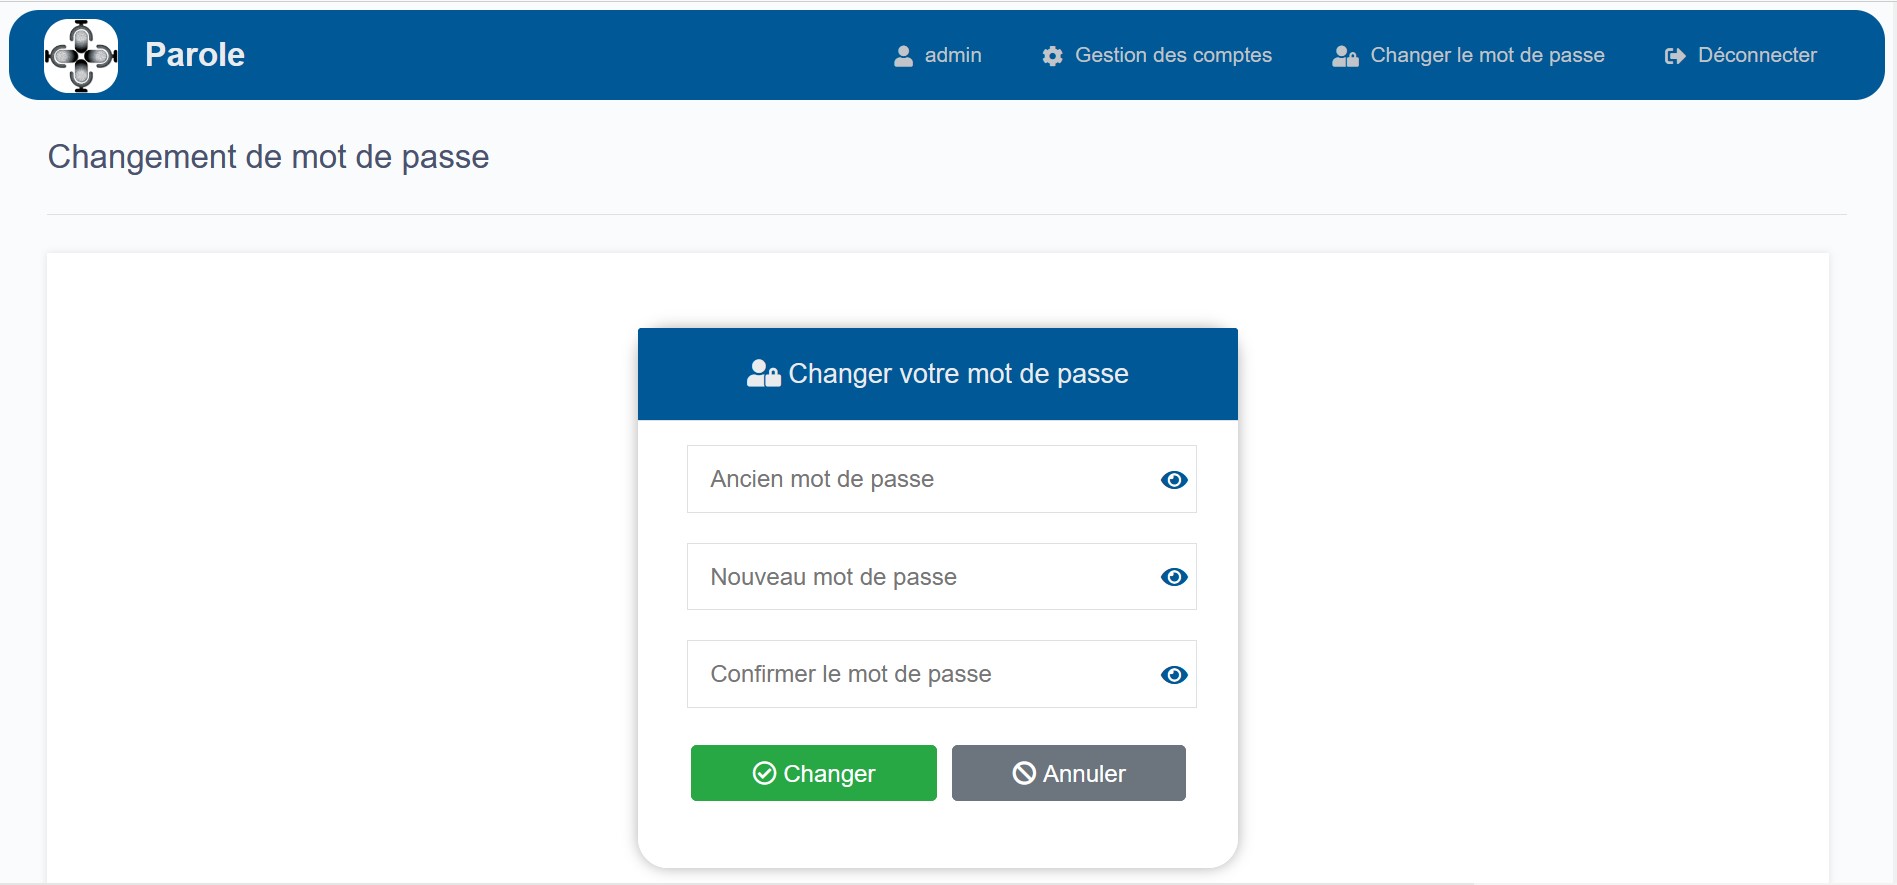 Parole
admin
Gestion des comptes
Changer le mot de passe
Déconnecter
Changement de mot de passe
Changer votre mot de passe
Ancien mot de passe
Nouveau mot de passe
Confirmer le mot de passe
Changer
Annuler